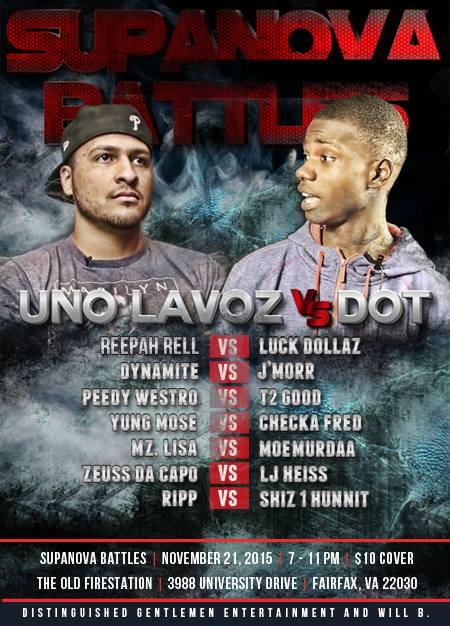 SUPANOVA
BATTLES
P
UNO LAVOZ VS DOT
REEPAH RELL VS LUCK DOLLAZ
DYNAMITE VS J'MORR
PEEDY WESTRO VS T2 GOOD
YUNG MOSE VS CHECKA FRED
MZ. LISA VS MOEMURDAA
ZEUSS DA CAPO VS LJ HEISS
RIPP VS SHIZ 1 HUNNIT
SUPANOVA BATTLES | NOVEMBER 21, 2015 | 7 - 11 PM | $10 COVER
THE OLD FIRESTATION | 3988 UNIVERSITY DRIVE | FAIRFAX, VA 22030
DISTINGUISHED GENTLEMEN ENTERTAINMENT AND WILL B.